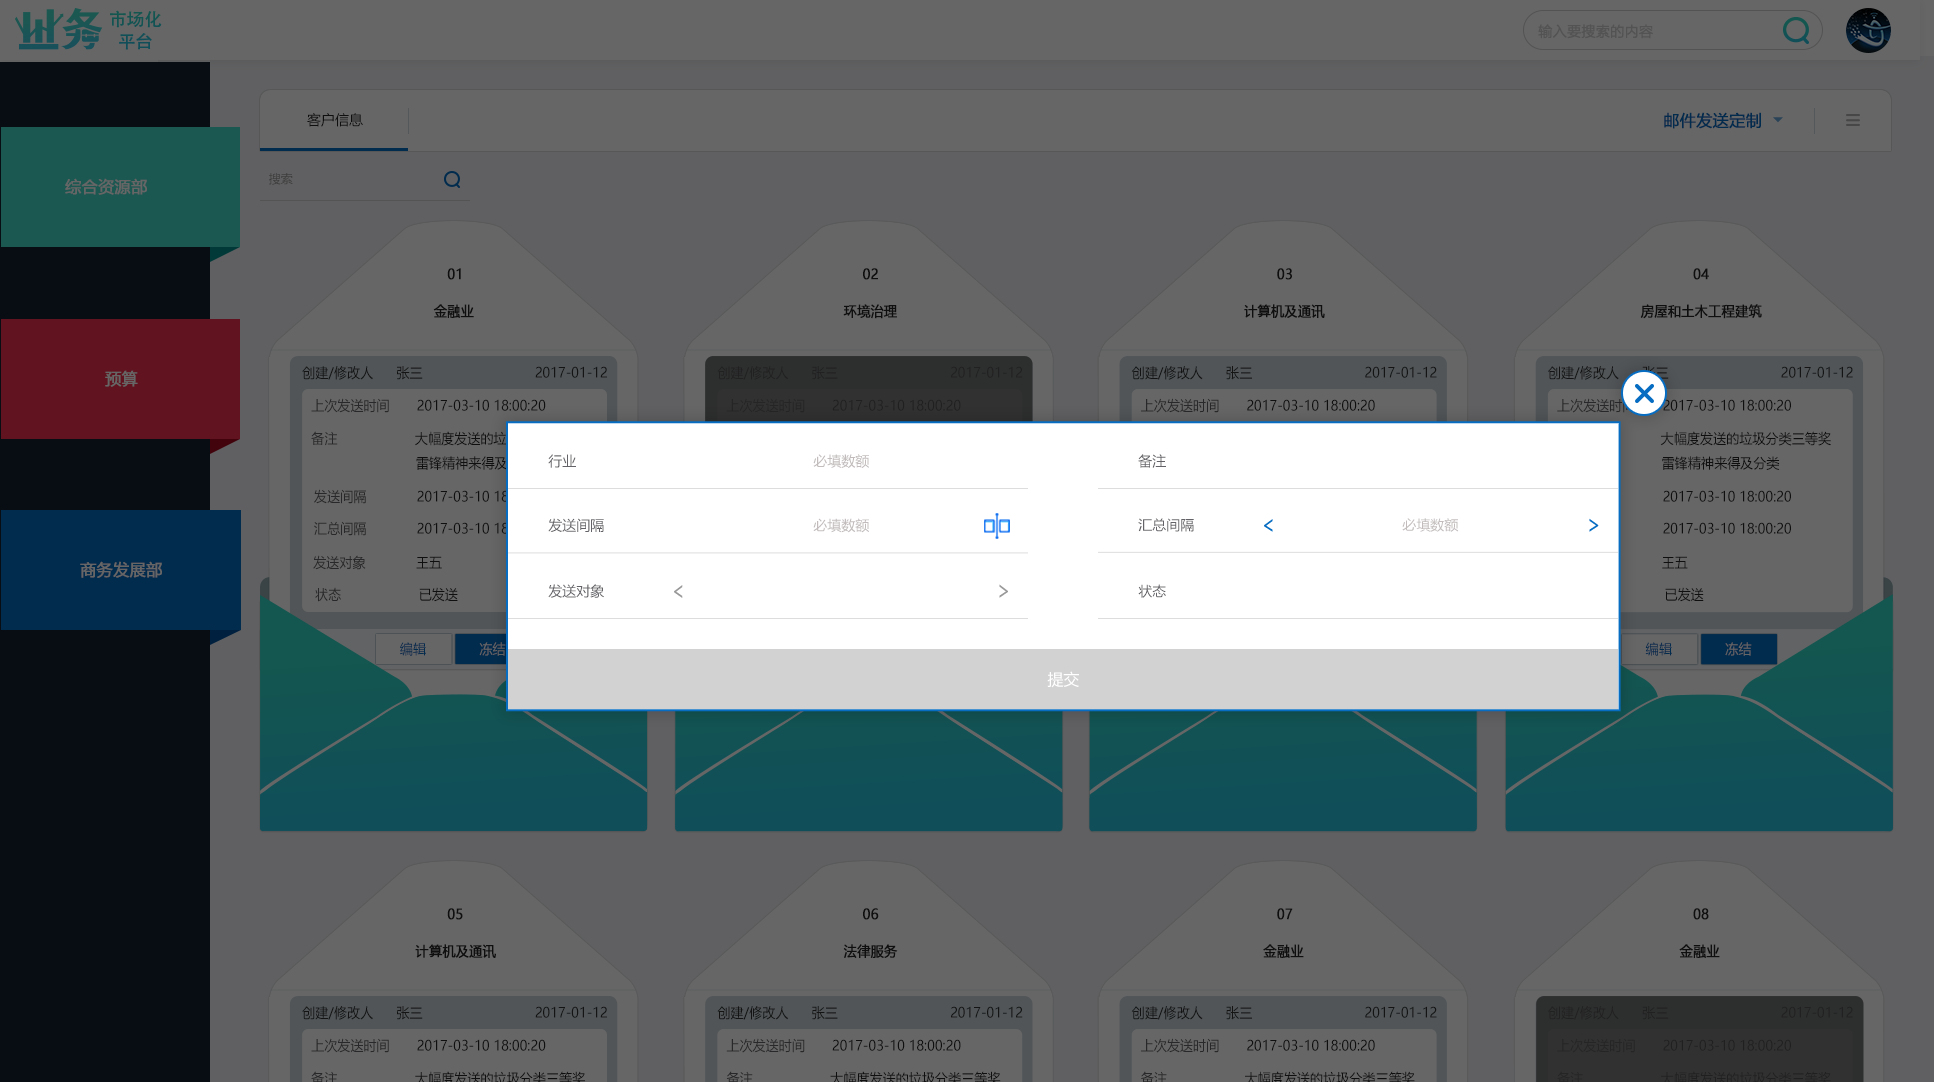 业务 市场化
平台
输入要搜索的内容
客户信息
邮件发送定制
搜索
综合资源部
预算
商务发展部
01
金融业
02
环境治理
03
计算机及通讯
04
房屋和土木工程建筑
创建/修改人 张三 2017-01-12
上次发送时间 2017-03-10 18:00:20
备注 大幅度发送的垃
雷锋精神来得及
发送间隔 2017-03-10 18
汇总间隔 2017-03-10 18
发送对象 王五
状态 已发送
编辑 冻结
创建/修改人 张三 2017-01-12
上次发送时间 2017-03-10 18:00:20
创建/修改人 张三 2017-01-12
上次发送时间 2017-03-10 18:00:20
创建/修改人 张三 2017-01-12
上次发送时间 2017-03-10 18:00:20
大幅度发送的垃圾分类三等奖
雷锋精神来得及分类
2017-03-10 18:00:20
2017-03-10 18:00:20
王五
已发送
编辑 冻结
行业 必填数额
备注
发送间隔 必填数额
汇总间隔 必填数额
发送对象
状态
提交
05
计算机及通讯
06
法律服务
07
金融业
08
金融业
创建/修改人 张三 2017-01-12
上次发送时间 2017-03-10 18:00:20
备注 大幅度发送的垃圾分类三等奖
创建/修改人 张三 2017-01-12
上次发送时间 2017-03-10 18:00:20
备注 大幅度发送的垃圾分类三等奖
创建/修改人 张三 2017-01-12
上次发送时间 2017-03-10 18:00:20
备注 大幅度发送的垃圾分类三等奖
创建/修改人 张三 2017-01-12
上次发送时间 2017-03-10 18:00:20
备注 大幅度发送的垃圾分类三等奖